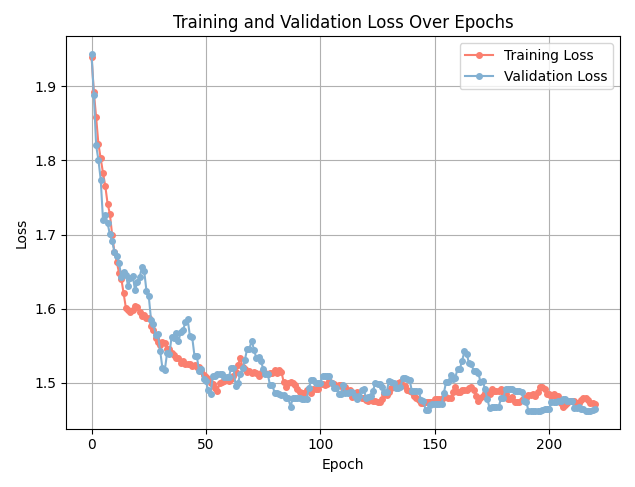 Training and Validation Loss Over Epochs
Training Loss
Validation Loss
Loss
1.9
1.8
1.7
1.6
1.5
0 50 100 150 200
Epoch